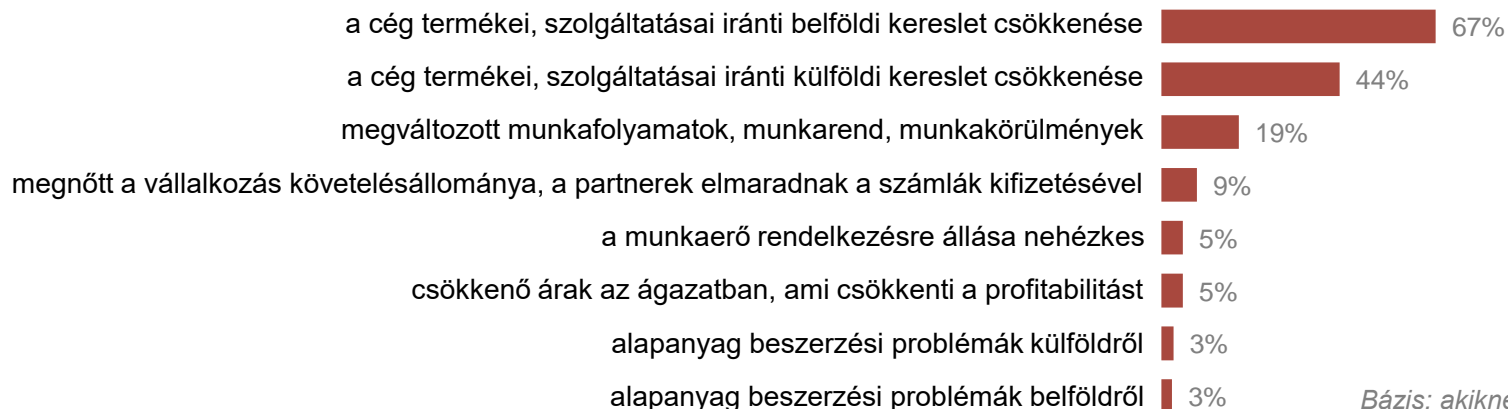 a cég termékei, szolgáltatásai iránti belföldi kereslet csökkenése 67%
a cég termékei, szolgáltatásai iránti külföldi kereslet csökkenése 44%
megváltozott munkafolyamatok, munkarend, munkakörülmények 19%
megnőtt a vállalkozás követelésállománya, a partnerek elmaradnak a számlák kifizetésével 9%
a munkaerő rendelkezésre állása nehézkes 5%
csökkenő árak az ágazatban, ami csökkenti a profitabilitást 5%
alapanyag beszerzési problémák külföldről 3%
alapanyag beszerzési problémák belföldről 3%
Bázis: